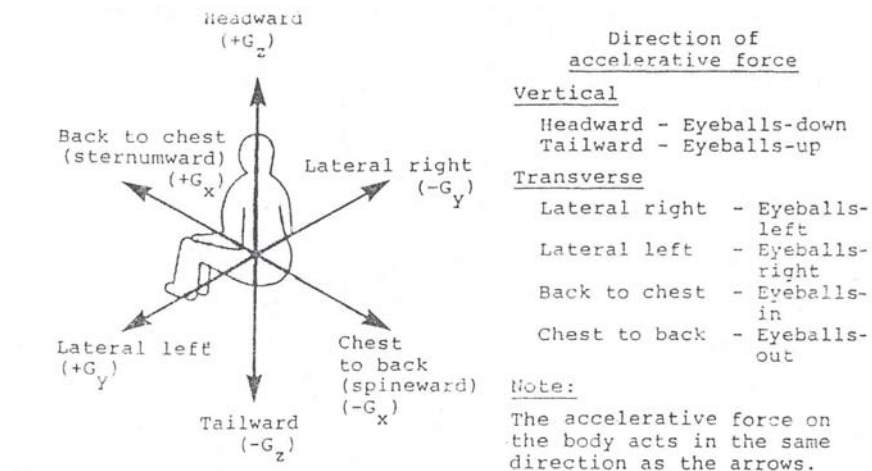 Headward
(+Gz)
Back to chest
(sternumward)
(+Gx)
Lateral right
(-Gy)
Lateral left
(+Gy)
Chest
to back
(spineward)
(-Gx)
Tailward
(-Gz)
Direction of
accelerative force
Vertical
Headward - Eyeballs-down
Tailward - Eyeballs-up
Transverse
Lateral right - Eyeballs-
left
Lateral left - Eyeballs-
right
Back to chest - Eyeballs-
in
Chest to back - Eyeballs-
out
Note:
The accelerative force on
the body acts in the same
direction as the arrows.